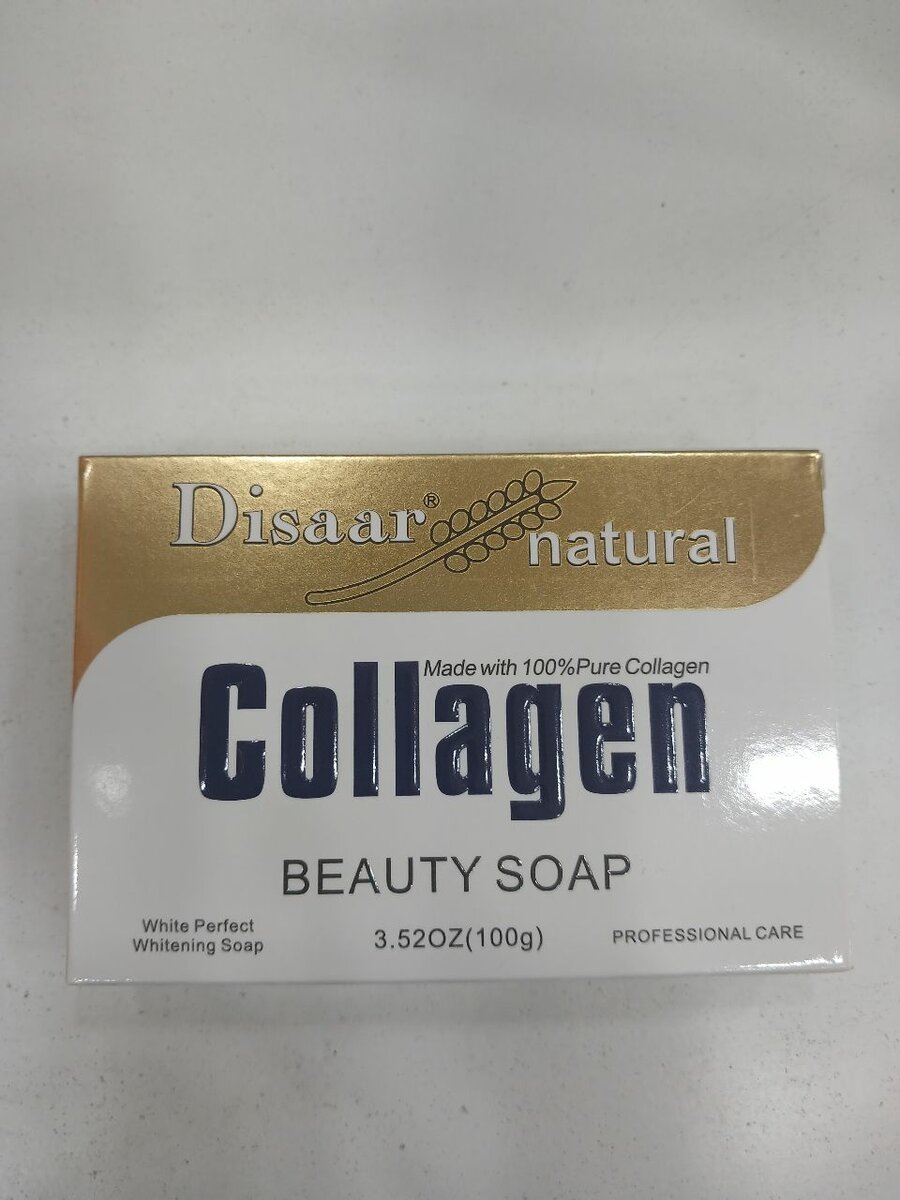 Disaar®
natural
Made with 100%Pure Collagen
Collagen
BEAUTY SOAP
White Perfect
Whitening Soap
3.52OZ(100g)
PROFESSIONAL CARE